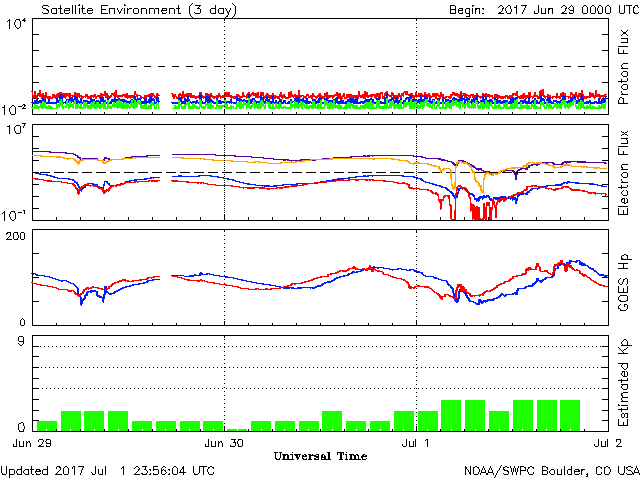 Satellite Environment (3 day)
Begin: 2017 Jun 29 0000 UTC
10^4
10^-2
Proton Flux
10^7
10^-1
Electron Flux
200
0
GOES Hp
9
0
Estimated Kp
Jun 29
Jun 30
Jul 1
Jul 2
Universal Time
Updated 2017 Jul 1 23:56:04 UTC
NOAA/SWPC Boulder, CO USA